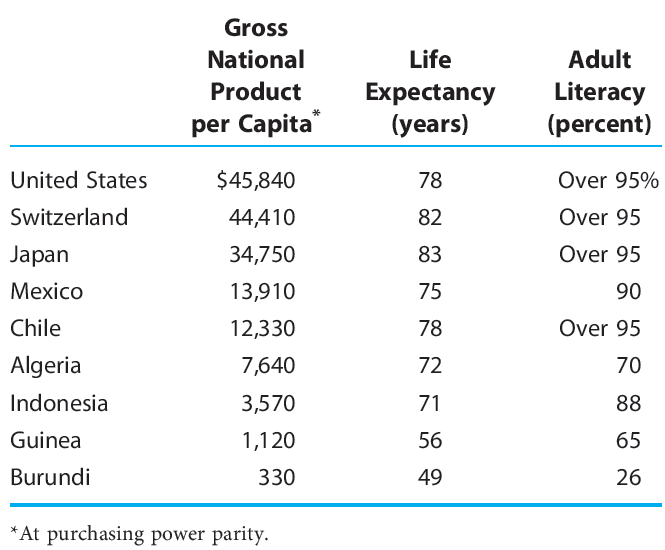 Gross
National Life Adult
Product Expectancy Literacy
per Capita* (years) (percent)
United States $45,840 78 Over 95%
Switzerland 44,410 82 Over 95
Japan 34,750 83 Over 95
Mexico 13,910 75 90
Chile 12,330 78 Over 95
Algeria 7,640 72 70
Indonesia 3,570 71 88
Guinea 1,120 56 65
Burundi 330 49 26
*At purchasing power parity.